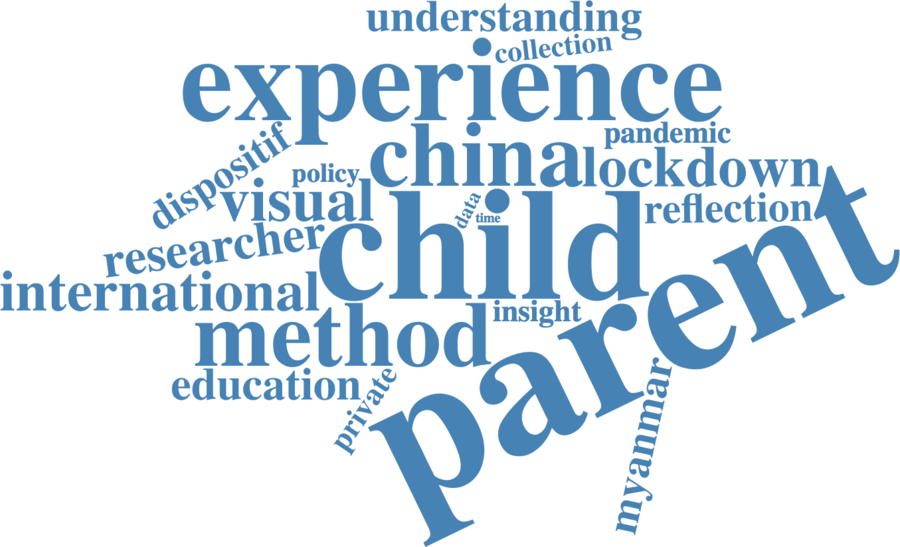 understanding
collection
experience
pandemic
dispositif
china
lockdown
policy
visual
data
time
child
reflection
researcher
international
insight
method
parent
education
private
myanmar